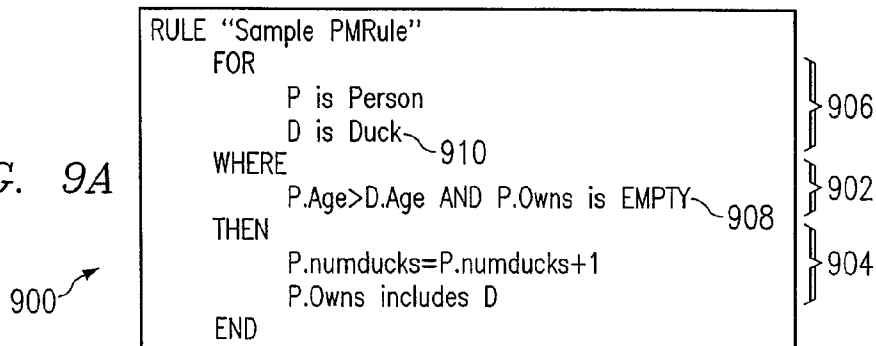 RULE "Sample PMRule"
FOR
P is Person
D is Duck 910
906
WHERE
P.Age>D.Age AND P.Owns is EMPTY 908
902
THEN
P.numducks=P.numducks+1
P.Owns includes D
904
END
G. 9A
900